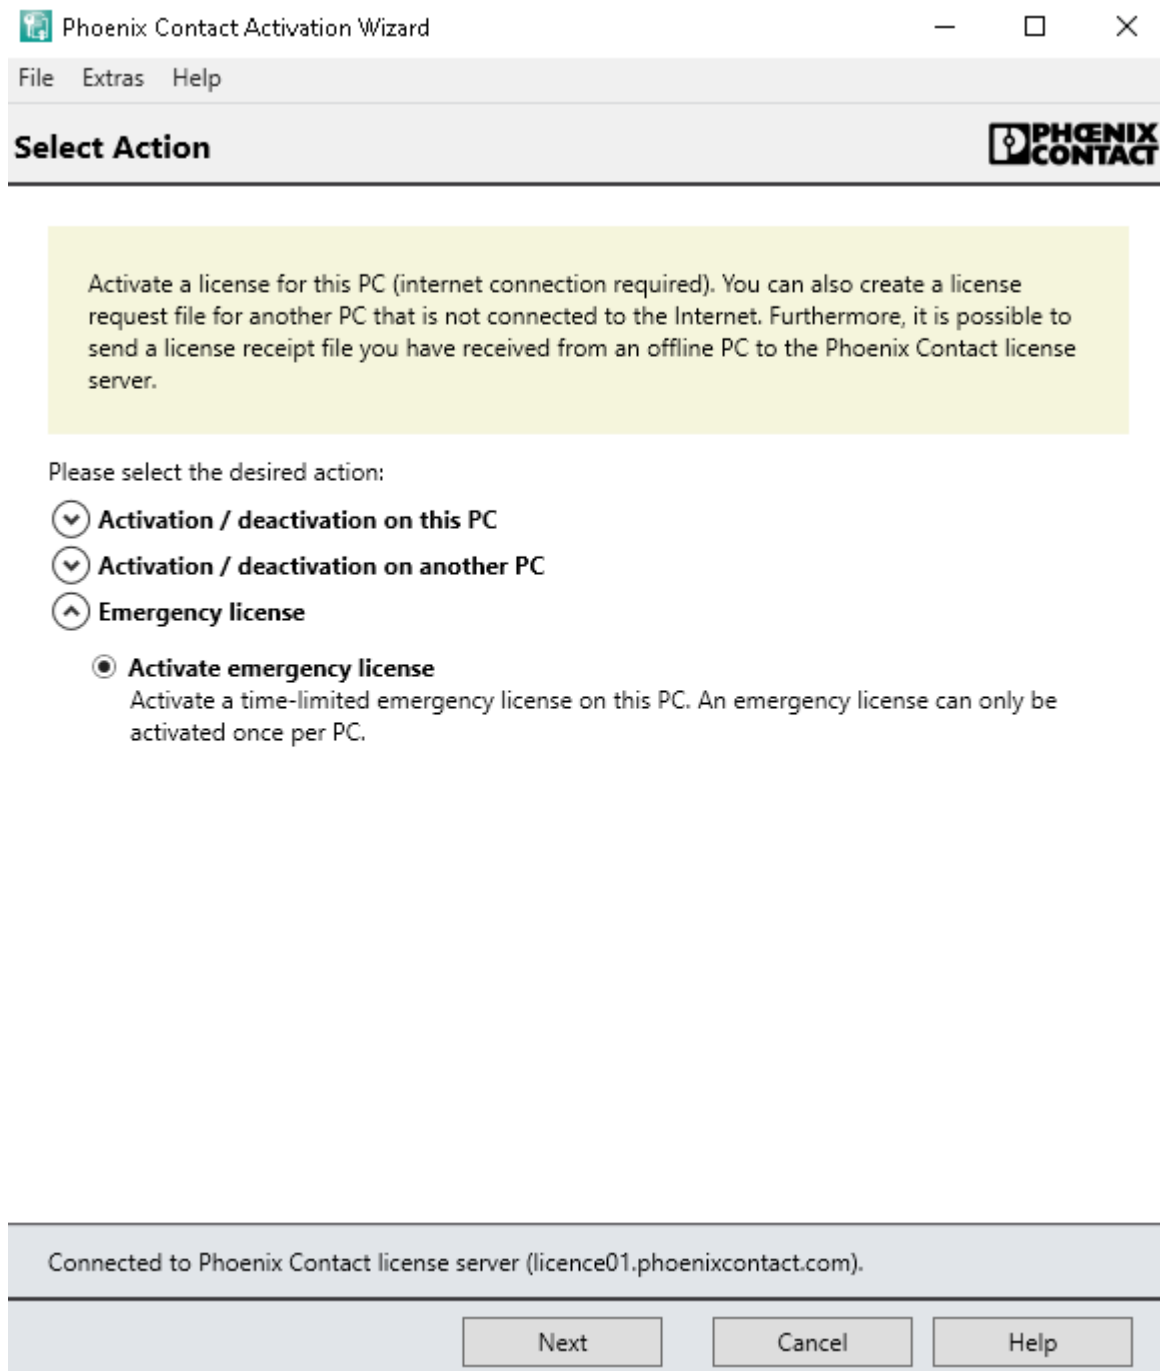 Phoenix Contact Activation Wizard
File Extras Help
Select Action
PHŒNIX
CONTACT
Activate a license for this PC (internet connection required). You can also create a license
request file for another PC that is not connected to the Internet. Furthermore, it is possible to
send a license receipt file you have received from an offline PC to the Phoenix Contact license
server.
Please select the desired action:
Activation / deactivation on this PC
Activation / deactivation on another PC
Emergency license
Activate emergency license
Activate a time-limited emergency license on this PC. An emergency license can only be
activated once per PC.
Connected to Phoenix Contact license server (licence01.phoenixcontact.com).
Next Cancel Help